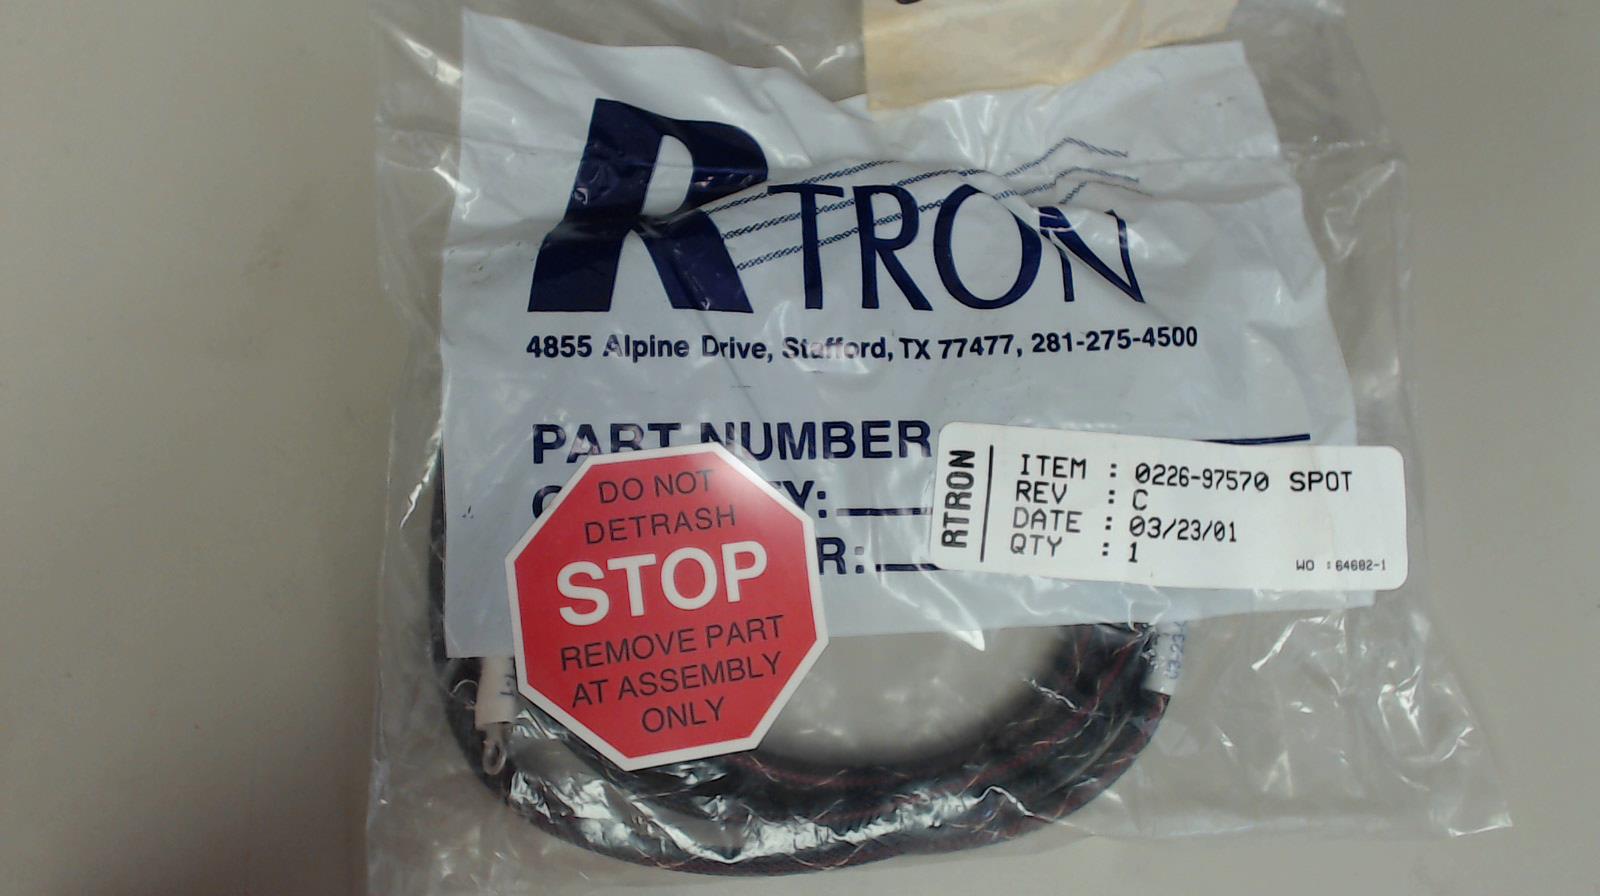 RTRON
4855 Alpine Drive, Stafford, TX 77477, 281-275-4500
PART NUMBER
DO NOT
DETRASH
STOP
REMOVE PART
AT ASSEMBLY
ONLY
RTRON
ITEM : 0226-97570 SPOT
REV : C
DATE : 03/23/01
QTY : 1
WO : 64602-1